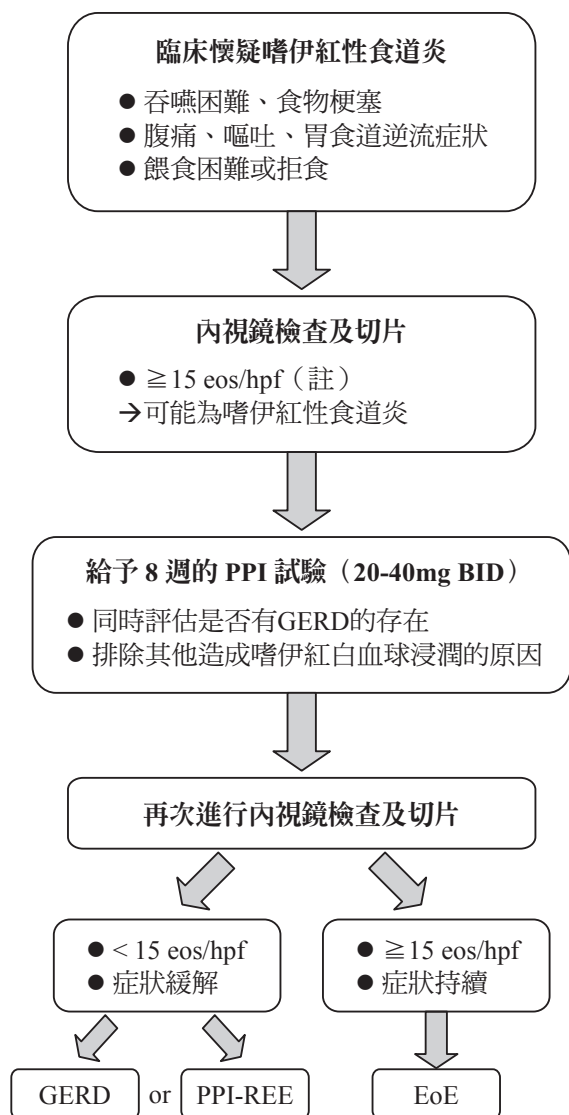 臨床懷疑嗜伊紅性食道炎
● 吞嚥困難、食物梗塞
● 腹痛、嘔吐、胃食道逆流症狀
● 餵食困難或拒食
內視鏡檢查及切片
● ≧15 eos/hpf（註）
→可能為嗜伊紅性食道炎
給予 8 週的 PPI 試驗（20-40mg BID）
● 同時評估是否有GERD的存在
● 排除其他造成嗜伊紅白血球浸潤的原因
再次進行內視鏡檢查及切片
● < 15 eos/hpf
● 症狀緩解
● ≧15 eos/hpf
● 症狀持續
GERD or PPI-REE
EoE